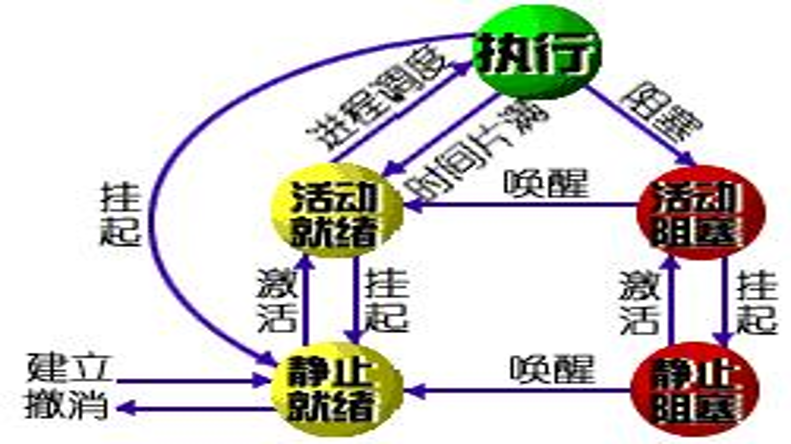 执行
进程调度
时间片满
阻塞
挂
起
活动
就绪
唤醒
活动
阻塞
激
活
挂
起
激
活
挂
起
建立
撤消
静止
就绪
唤醒
静止
阻塞